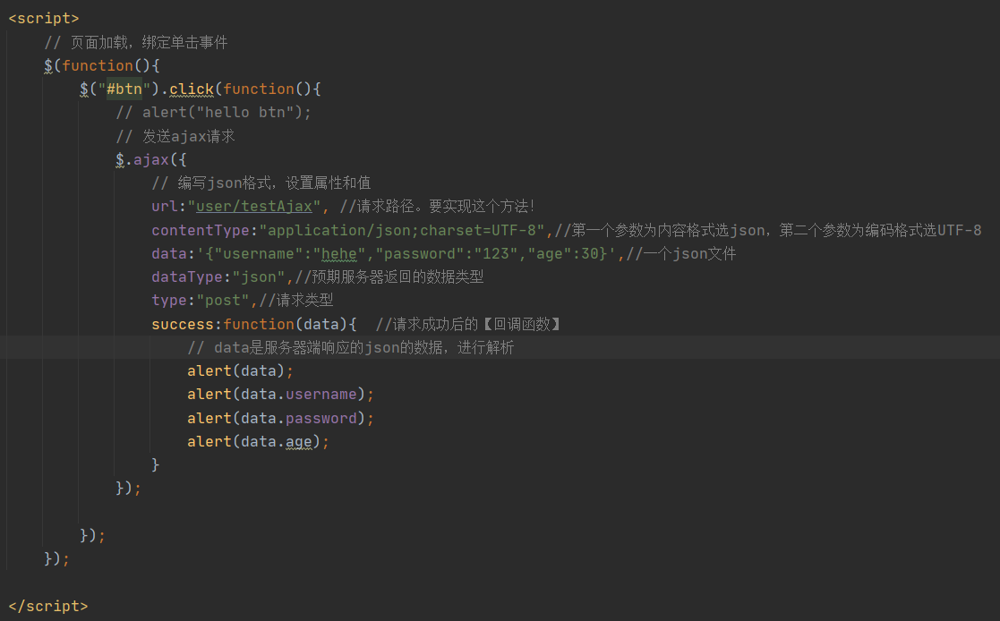 <script>
// 页面加载，绑定单击事件
$(function(){
$("#btn").click(function(){
// alert("hello btn");
// 发送ajax请求
$.ajax({
// 编写json格式，设置属性和值
url:"user/testAjax", //请求路径。要实现这个方法!
contentType:"application/json;charset=UTF-8",//第一个参数为内容格式选json，第二个参数为编码格式选UTF-8
data:'{"username":"hehe","password":"123","age":30}',//一个json文件
dataType:"json",//预期服务器返回的数据类型
type:"post",//请求类型
success:function(data){ //请求成功后的【回调函数】
// data是服务器端响应的json的数据，进行解析
alert(data);
alert(data.username);
alert(data.password);
alert(data.age);
}
});
});
});
</script>